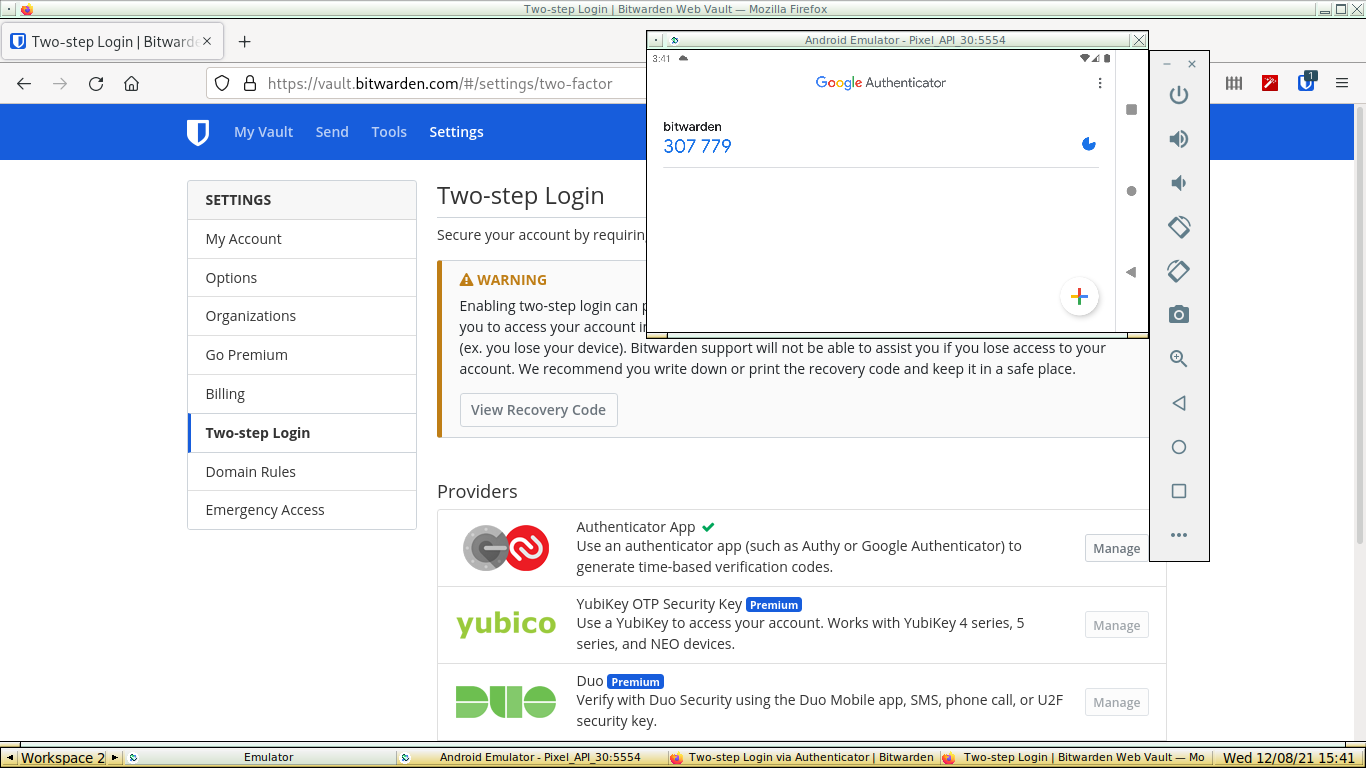 Two-step Login | Bitwarden Web Vault — Mozilla Firefox
Two-step Login | Bitward
https://vault.bitwarden.com/#/settings/two-factor
1
My Vault
Send
Tools
Settings
Android Emulator - Pixel_API_30:5554
3:41
Google Authenticator
bitwarden
307 779
SETTINGS
My Account
Options
Organizations
Go Premium
Billing
Two-step Login
Domain Rules
Emergency Access
Two-step Login
Secure your account by requiring
WARNING
Enabling two-step login can
you to access your account
(ex. you lose your device). Bitwarden support will not be able to assist you if you lose access to your
account. We recommend you write down or print the recovery code and keep it in a safe place.
View Recovery Code
Providers
Authenticator App
Use an authenticator app (such as Authy or Google Authenticator) to
generate time-based verification codes.
Manage
yubico
YubiKey OTP Security Key Premium
Use a YubiKey to access your account. Works with YubiKey 4 series, 5
series, and NEO devices.
Manage
DUO
Duo Premium
Verify with Duo Security using the Duo Mobile app, SMS, phone call, or U2F
security key.
Manage
Workspace 2
Emulator
Android Emulator - Pixel_API_30:5554
Two-step Login via Authenticator | Bitwarden
Two-step Login | Bitwarden Web Vault — Mo
Wed 12/08/21 15:41